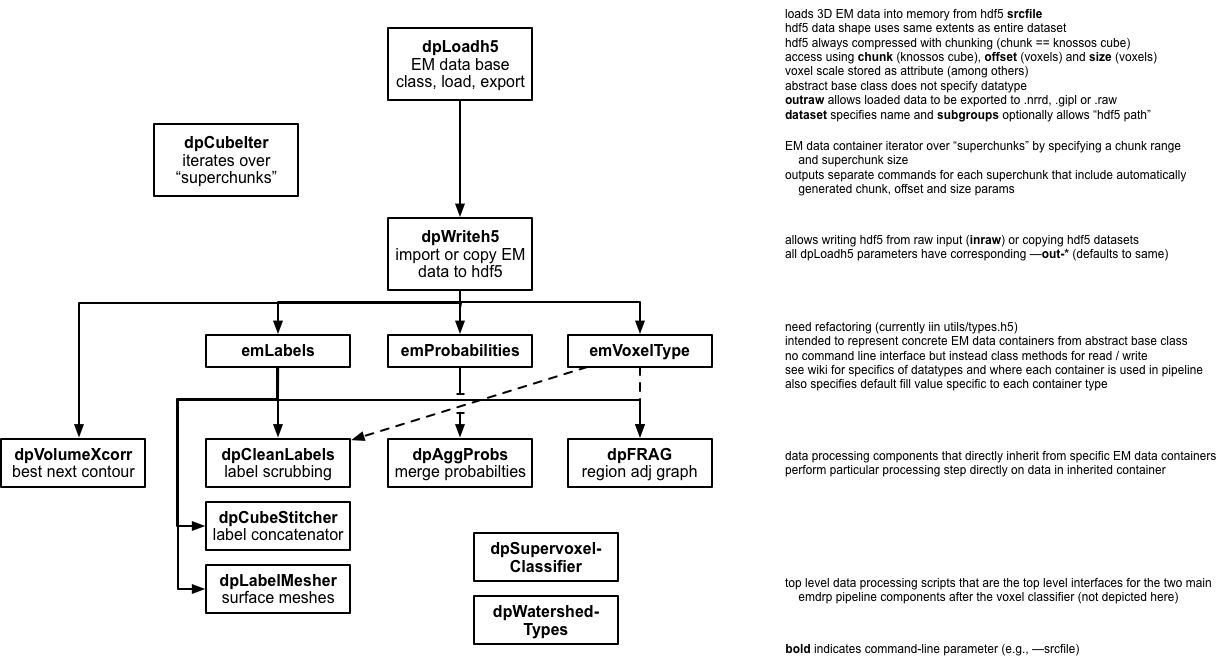 dpLoadh5
EM data base
class, load, export
dpCubeIter
iterates over
“superchunks”
dpWriteh5
import or copy EM
data to hdf5
emLabels
emProbabilities
emVoxelType
dpVolumeXcorr
best next contour
dpCleanLabels
label scrubbing
dpAggProbs
merge probabilties
dpFRAG
region adj graph
dpCubeStitcher
label concatenator
dpLabelMesher
surface meshes
dpSupervoxel-
Classifier
dpWatershed-
Types
loads 3D EM data into memory from hdf5 srcfile
hdf5 data shape uses same extents as entire dataset
hdf5 always compressed with chunking (chunk == knossos cube)
access using chunk (knossos cube), offset (voxels) and size (voxels)
voxel scale stored as attribute (among others)
abstract base class does not specify datatype
outraw allows loaded data to be exported to .nrrd, .gipl or .raw
dataset specifies name and subgroups optionally allows “hdf5 path”
EM data container iterator over “superchunks” by specifying a chunk range
and superchunk size
outputs separate commands for each superchunk that include automatically
generated chunk, offset and size params
allows writing hdf5 from raw input (inraw) or copying hdf5 datasets
all dpLoadh5 parameters have corresponding —out-* (defaults to same)
need refactoring (currently iin utils/types.h5)
intended to represent concrete EM data containers from abstract base class
no command line interface but instead class methods for read / write
see wiki for specifics of datatypes and where each container is used in pipeline
also specifies default fill value specific to each container type
data processing components that directly inherit from specific EM data containers
perform particular processing step directly on data in inherited container
top level data processing scripts that are the top level interfaces for the two main
emdrp pipeline components after the voxel classifier (not depicted here)
bold indicates command-line parameter (e.g., —srcfile)